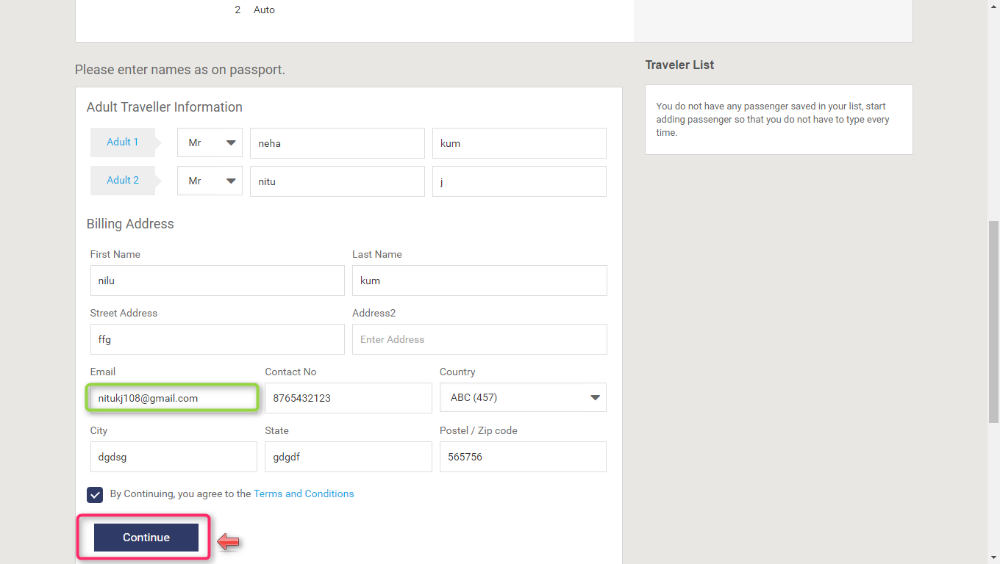 2 Auto
Please enter names as on passport.
Traveler List
You do not have any passenger saved in your list, start
adding passenger so that you do not have to type every
time.
Adult Traveller Information
Adult 1 Mr neha kum
Adult 2 Mr nitu j
Billing Address
First Name Last Name
nilu kum
Street Address Address2
ffg Enter Address
Email Contact No Country
nitukj108@gmail.com 8765432123 ABC (457)
City State Postel / Zip code
dgdsg gdgdf 565756
By Continuing, you agree to the Terms and Conditions
Continue